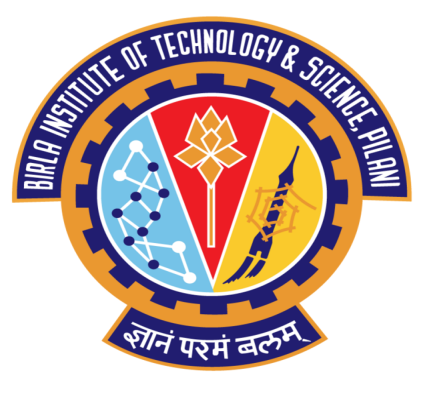 BIRLA INSTITUTE OF TECHNOLOGY & SCIENCE, PILANI
ज्ञानं परमं बलम्